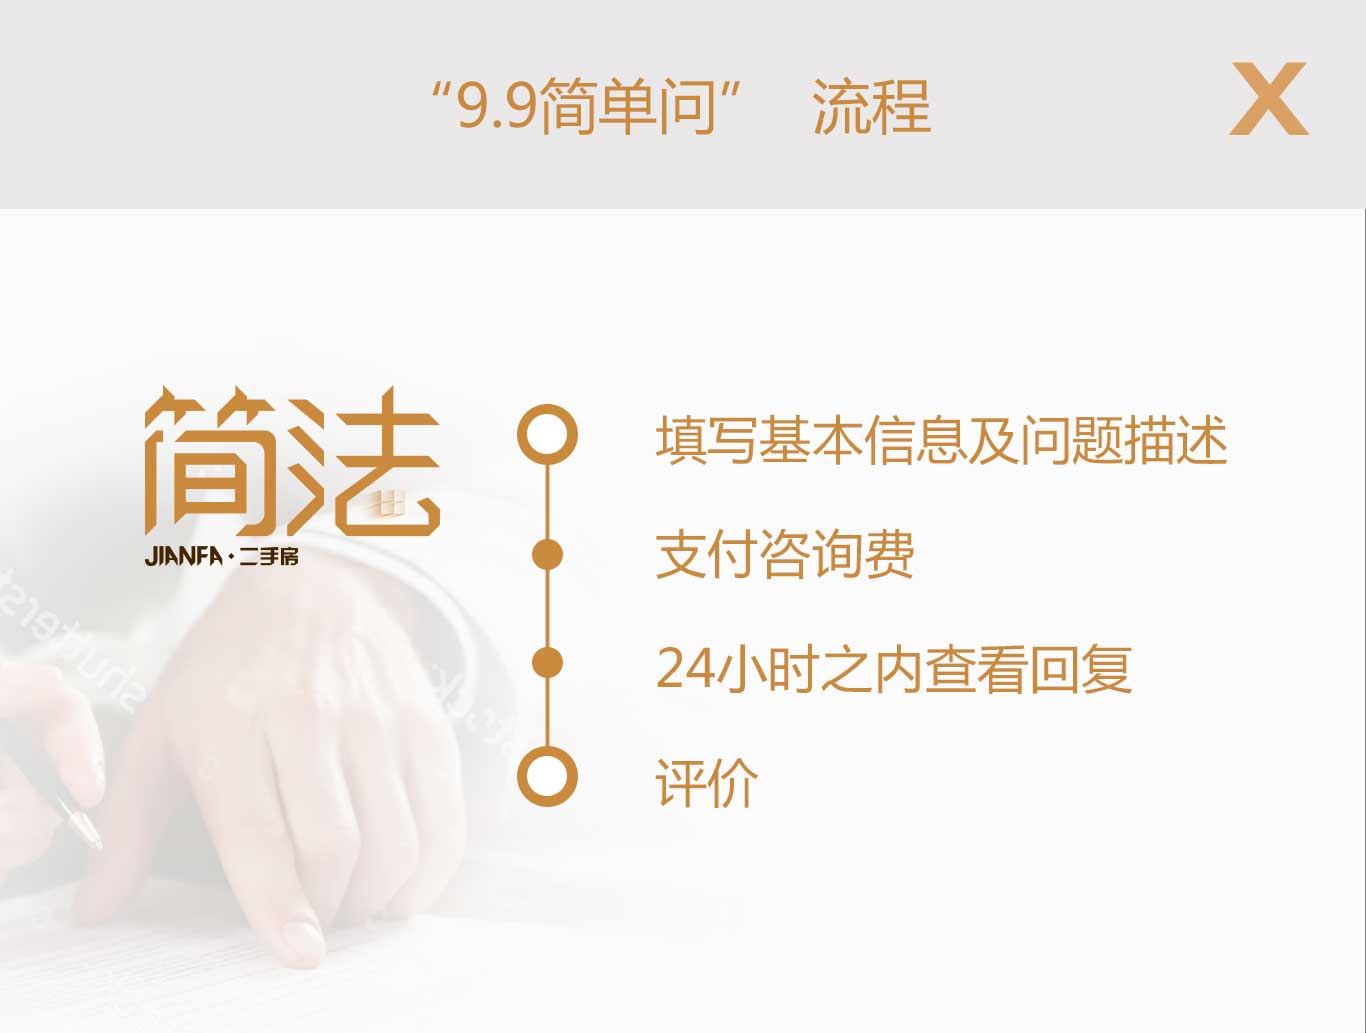 “9.9简单问” 流程
X
简法
JIANFA·二手房
填写基本信息及问题描述
支付咨询费
24小时之内查看回复
评价